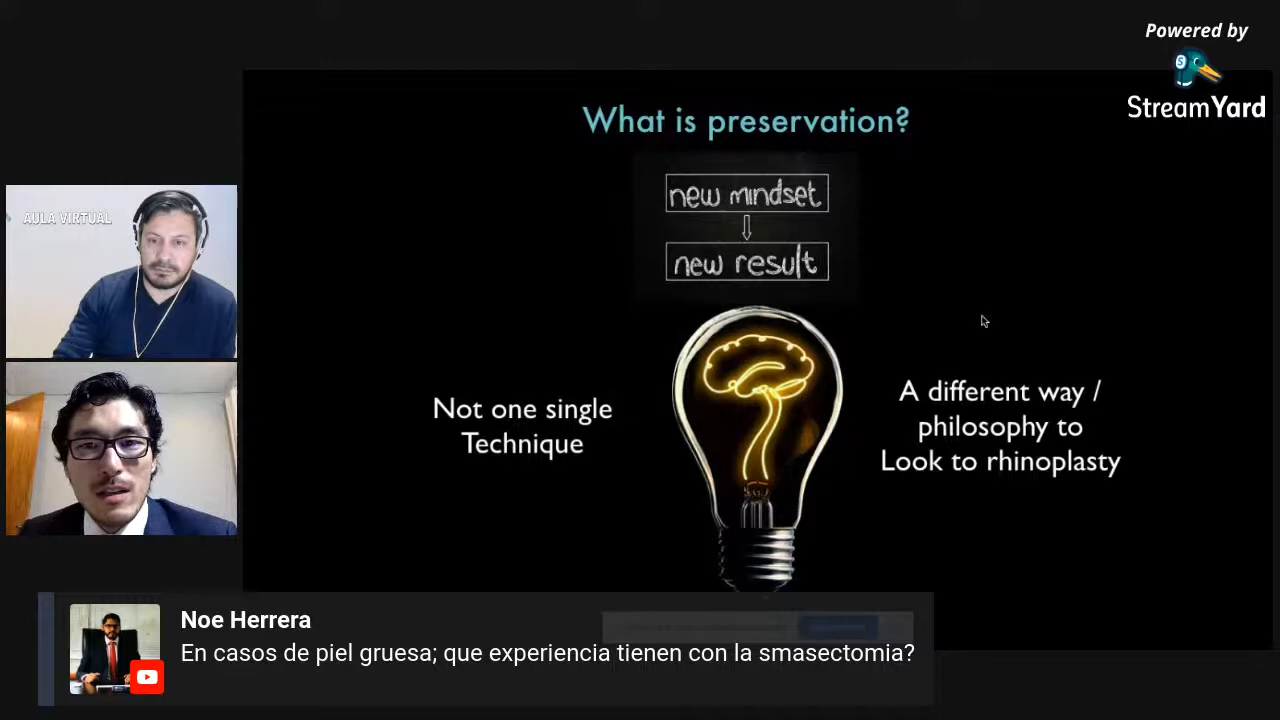 Powered by
StreamYard
What is preservation?
new mindset
new result
AULA VIRTUAL
Not one single
Technique
A different way /
philosophy to
Look to rhinoplasty
Noe Herrera
En casos de piel gruesa; que experiencia tienen con la smasectomia?